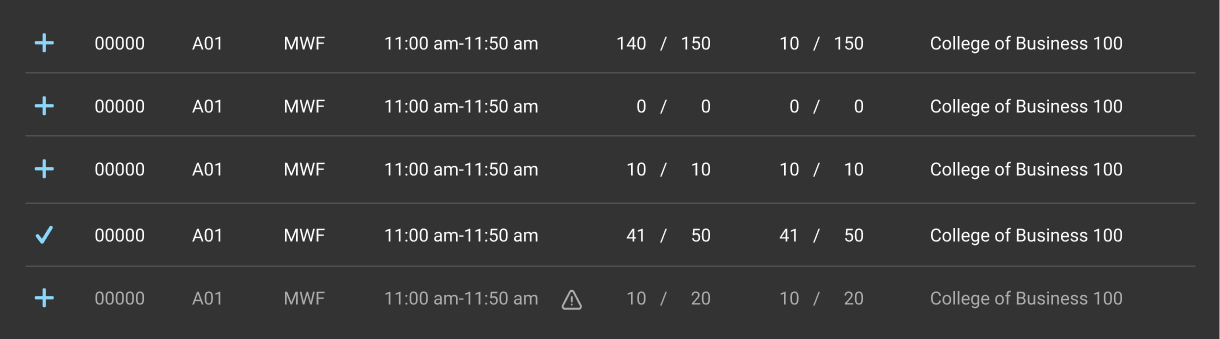 00000 A01 MWF 11:00 am-11:50 am 140 / 150 10 / 150 College of Business 100
00000 A01 MWF 11:00 am-11:50 am 0 / 0 0 / 0 College of Business 100
00000 A01 MWF 11:00 am-11:50 am 10 / 10 10 / 10 College of Business 100
00000 A01 MWF 11:00 am-11:50 am 41 / 50 41 / 50 College of Business 100
00000 A01 MWF 11:00 am-11:50 am 10 / 20 10 / 20 College of Business 100